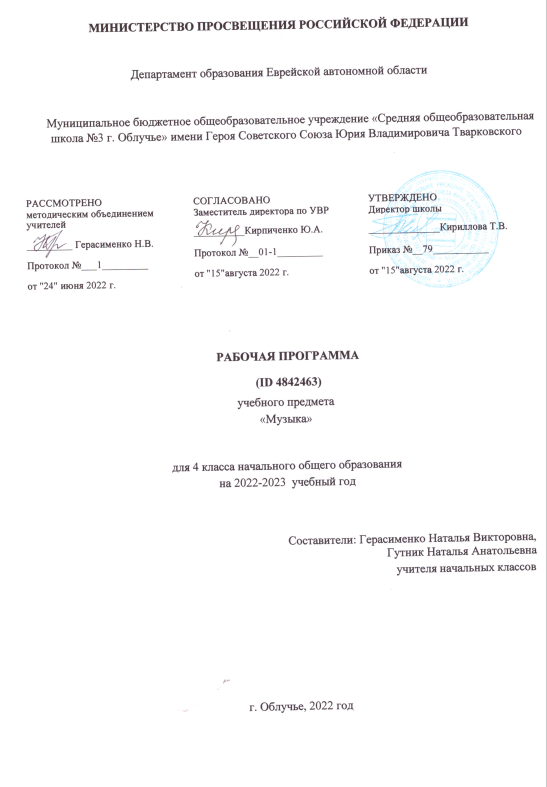 МИНИСТЕРСТВО ПРОСВЕЩЕНИЯ РОССИЙСКОЙ ФЕДЕРАЦИИ
Департамент образования Еврейской автономной области
Муниципальное бюджетное общеобразовательное учреждение «Средняя общеобразовательная
школа №3 г. Облучье» имени Героя Советского Союза Юрия Владимировича Тварковского
РАССМОТРЕНО
методическим объединением
учителей
Герасименко Н.В.
Протокол №___1_________
от "24" июня 2022 г.
СОГЛАСОВАНО
Заместитель директора по УВР
Кирпиченко Ю.А.
Протокол №__01-1_________
от "15"августа 2022 г.
УТВЕРЖДЕНО
Директор школы
Кириллова Т.В.
Приказ №__79___________
от "15"августа 2022 г.
РАБОЧАЯ ПРОГРАММА
(ID 4842463)
учебного предмета
«Музыка»
для 4 класса начального общего образования
на 2022-2023 учебный год
Составители: Герасименко Наталья Викторовна,
Гутник Наталья Анатольевна
учителя начальных классов
г. Облучье, 2022 год